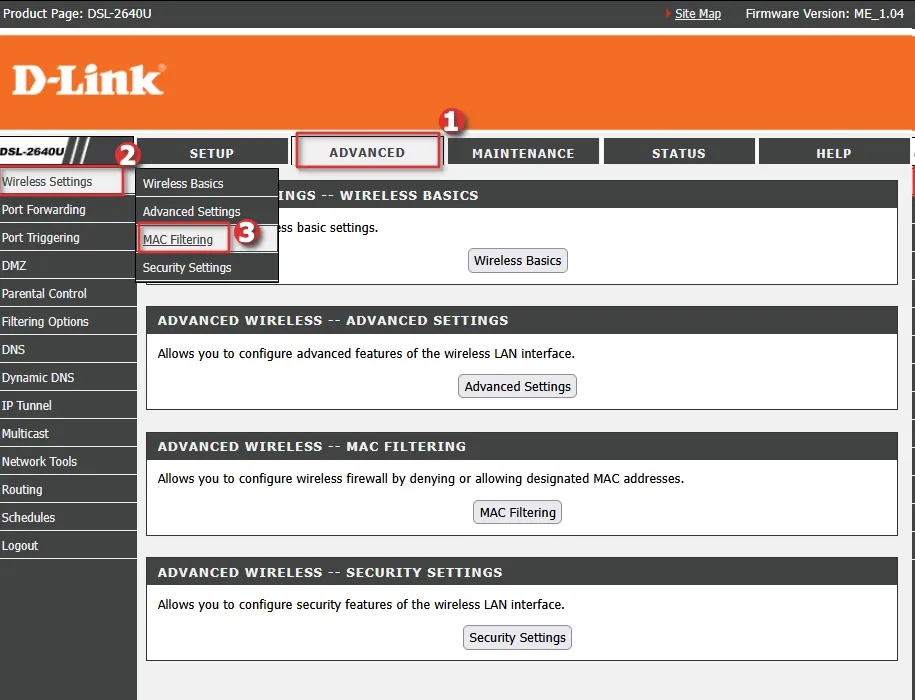 Product Page: DSL-2640U
Site Map
Firmware Version: ME_1.04
D-Link
DSL-2640U
SETUP
1
ADVANCED
MAINTENANCE
STATUS
HELP
2
Wireless Settings
Port Forwarding
Port Triggering
DMZ
Parental Control
Filtering Options
DNS
Dynamic DNS
IP Tunnel
Multicast
Network Tools
Routing
Schedules
Logout
Wireless Basics
Advanced Settings
MAC Filtering
3
Security Settings
-- WIRELESS BASICS
basic settings.
Wireless Basics
ADVANCED WIRELESS -- ADVANCED SETTINGS
Allows you to configure advanced features of the wireless LAN interface.
Advanced Settings
ADVANCED WIRELESS -- MAC FILTERING
Allows you to configure wireless firewall by denying or allowing designated MAC addresses.
MAC Filtering
ADVANCED WIRELESS -- SECURITY SETTINGS
Allows you to configure security features of the wireless LAN interface.
Security Settings